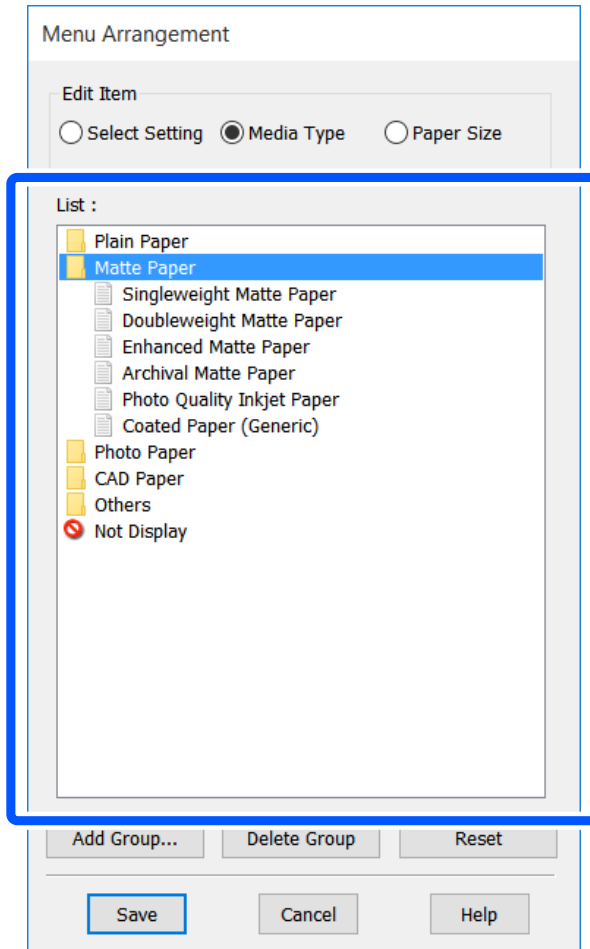 Menu Arrangement
Edit Item
Select Setting Media Type Paper Size
List :
Plain Paper
Matte Paper
Singleweight Matte Paper
Doubleweight Matte Paper
Enhanced Matte Paper
Archival Matte Paper
Photo Quality Inkjet Paper
Coated Paper (Generic)
Photo Paper
CAD Paper
Others
Not Display
Add Group... Delete Group Reset
Save Cancel Help